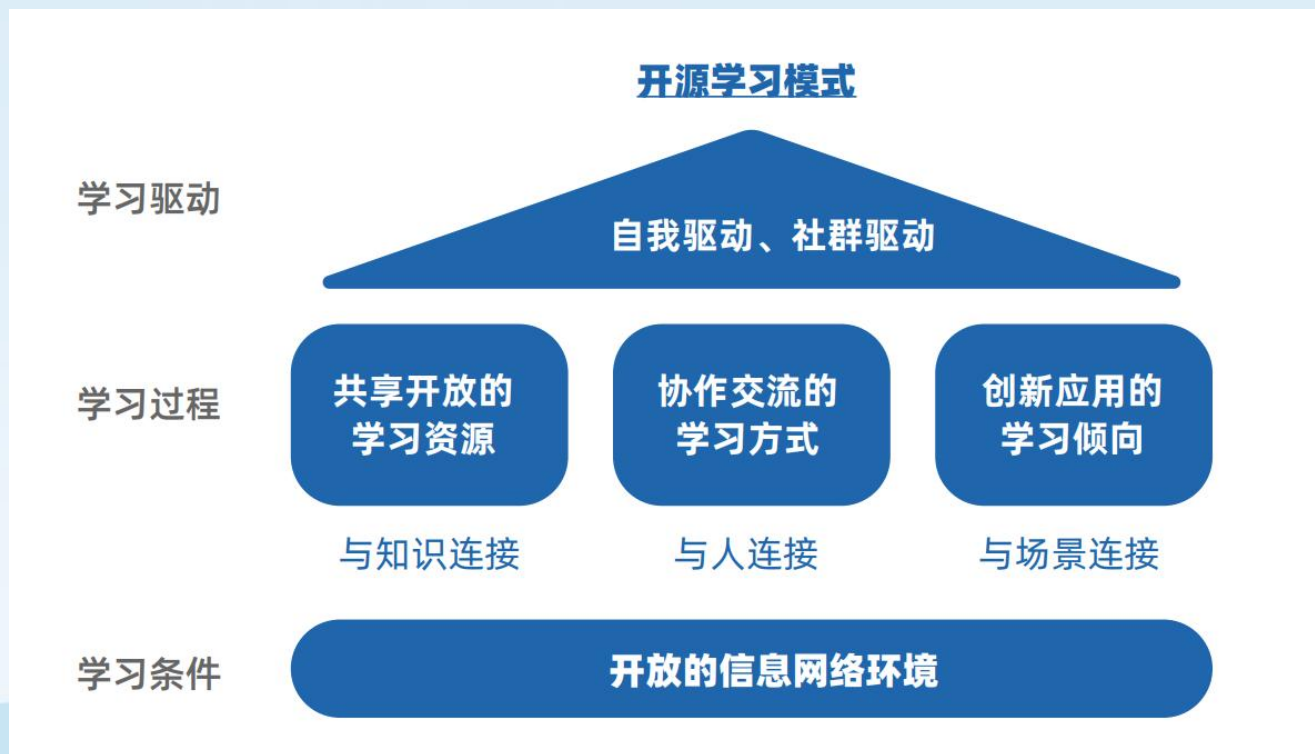 开源学习模式
学习驱动
自我驱动、社群驱动
学习过程
共享开放的
学习资源
协作交流的
学习方式
创新应用的
学习倾向
与知识连接
与人连接
与场景连接
学习条件
开放的信息网络环境